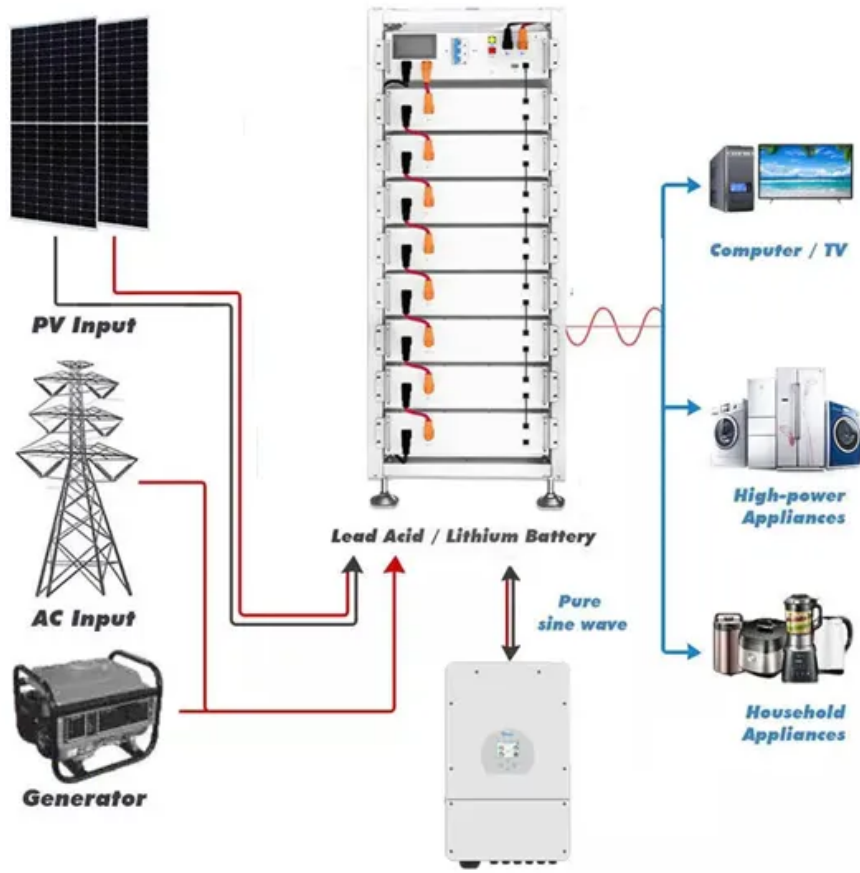 PV Input
AC Input
Generator
Lead Acid / Lithium Battery
Pure
sine wave
Computer / TV
High-power
Appliances
Household
Appliances